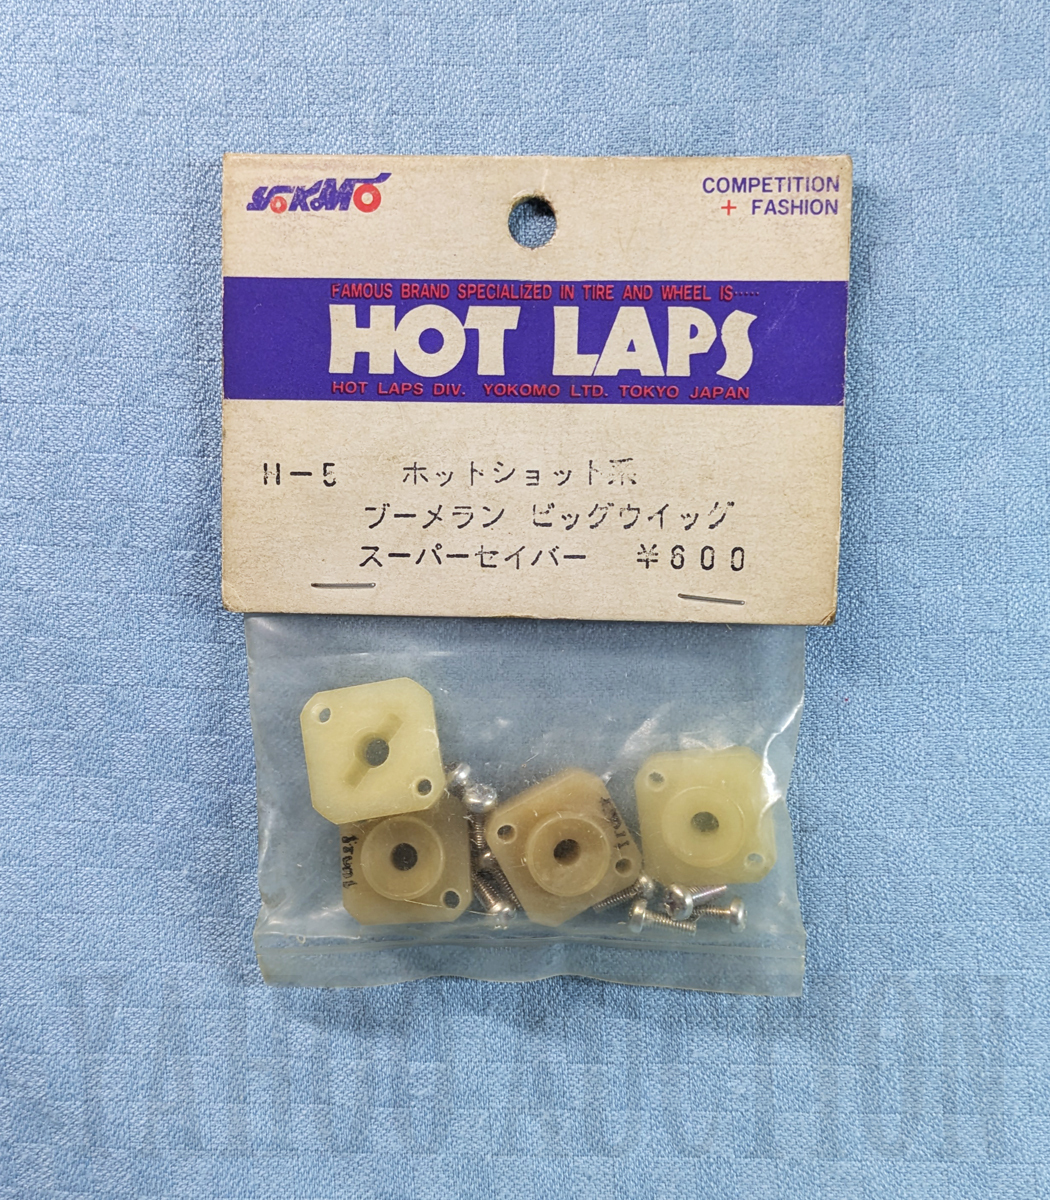 YOKOMO
COMPETITION
+ FASHION
FAMOUS BRAND SPECIALIZED IN TIRE AND WHEEL IS·····
HOT LAPS
HOT LAPS DIV. YOKOMO LTD. TOKYO JAPAN
H-5 ホットショット系
ブーメラン ビッグウイッグ
スーパーセイバー ¥600